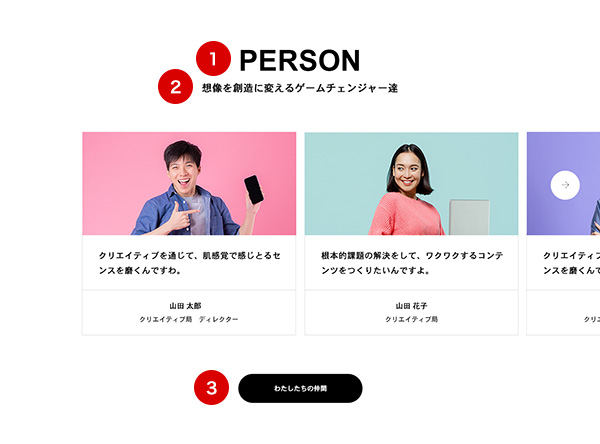 1 PERSON
2 想像を創造に変えるゲームチェンジャー達
クリエイティブを通じて、肌感覚で感じとるセ
ンスを磨くんですわ。
山田 太郎
クリエイティブ局　ディレクター
根本的課題の解決をして、ワクワクするコンテ
ンツをつくりたいんですよ。
山田 花子
クリエイティブ局
クリエイティブ
ンスを磨くんで
クリエイ
3 わたしたちの仲間